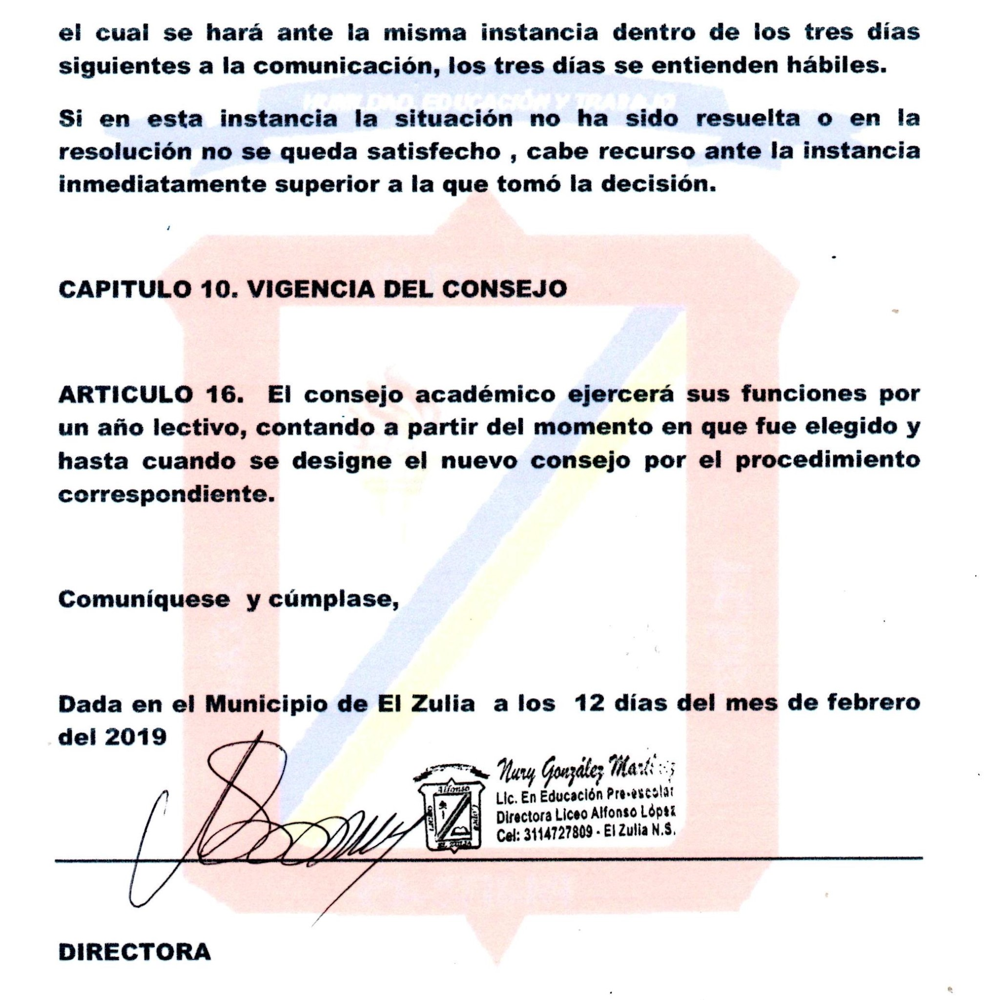 el cual se hará ante la misma instancia dentro de los tres días
siguientes a la comunicación, los tres días se entienden hábiles.
HUMILDAD, EDUCACIÓN Y TRABAJO
Si en esta instancia la situación no ha sido resuelta o en la
resolución no se queda satisfecho , cabe recurso ante la instancia
inmediatamente superior a la que tomó la decisión.
CAPITULO 10. VIGENCIA DEL CONSEJO
ARTICULO 16. El consejo académico ejercerá sus funciones por
un año lectivo, contando a partir del momento en que fue elegido y
hasta cuando se designe el nuevo consejo por el procedimiento
correspondiente.
Comuníquese y cúmplase,
Dada en el Municipio de El Zulia a los 12 días del mes de febrero
del 2019
Nury González Martínez
Lic. En Educación Pre-escolar
Directora Liceo Alfonso López
Cel: 3114727809 - El Zulia N.S.
Alfonso
Liceo
López
EL ZULIA
DIRECTORA